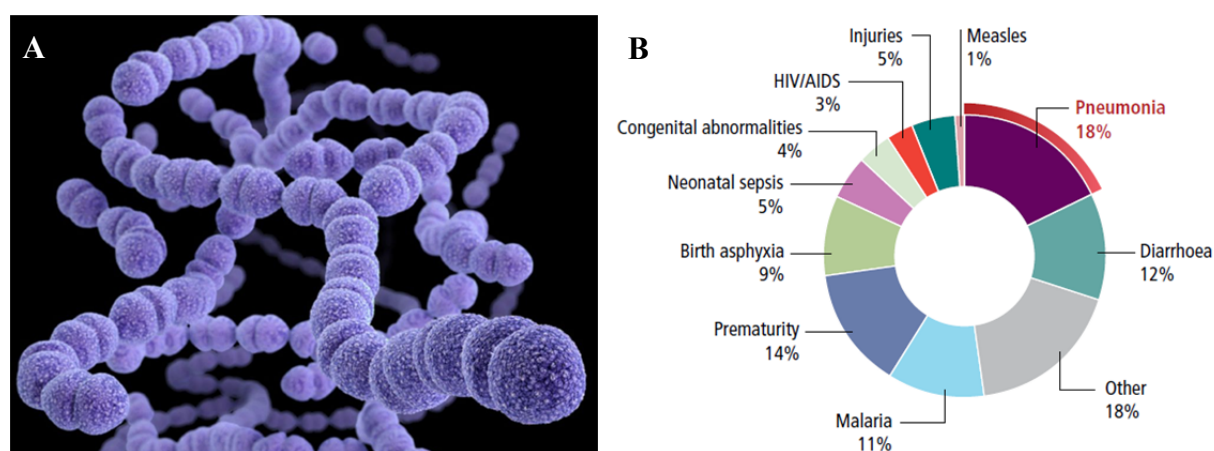 A
B
Injuries
5%
Measles
1%
HIV/AIDS
3%
Pneumonia
18%
Congenital abnormalities
4%
Neonatal sepsis
5%
Birth asphyxia
9%
Diarrhoea
12%
Prematurity
14%
Other
18%
Malaria
11%